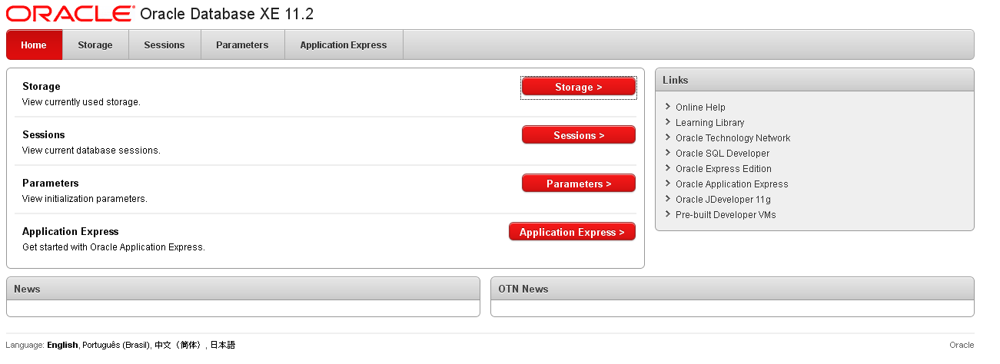 ORACLE® Oracle Database XE 11.2
Home Storage Sessions Parameters Application Express
Storage
View currently used storage.
Storage >
Sessions
View current database sessions.
Sessions >
Parameters
View initialization parameters.
Parameters >
Application Express
Get started with Oracle Application Express.
Application Express >
Links
Online Help
Learning Library
Oracle Technology Network
Oracle SQL Developer
Oracle Express Edition
Oracle Application Express
Oracle JDeveloper 11g
Pre-built Developer VMs
News
OTN News
Language: English, Português (Brasil), 中文（简体）, 日本語
Oracle